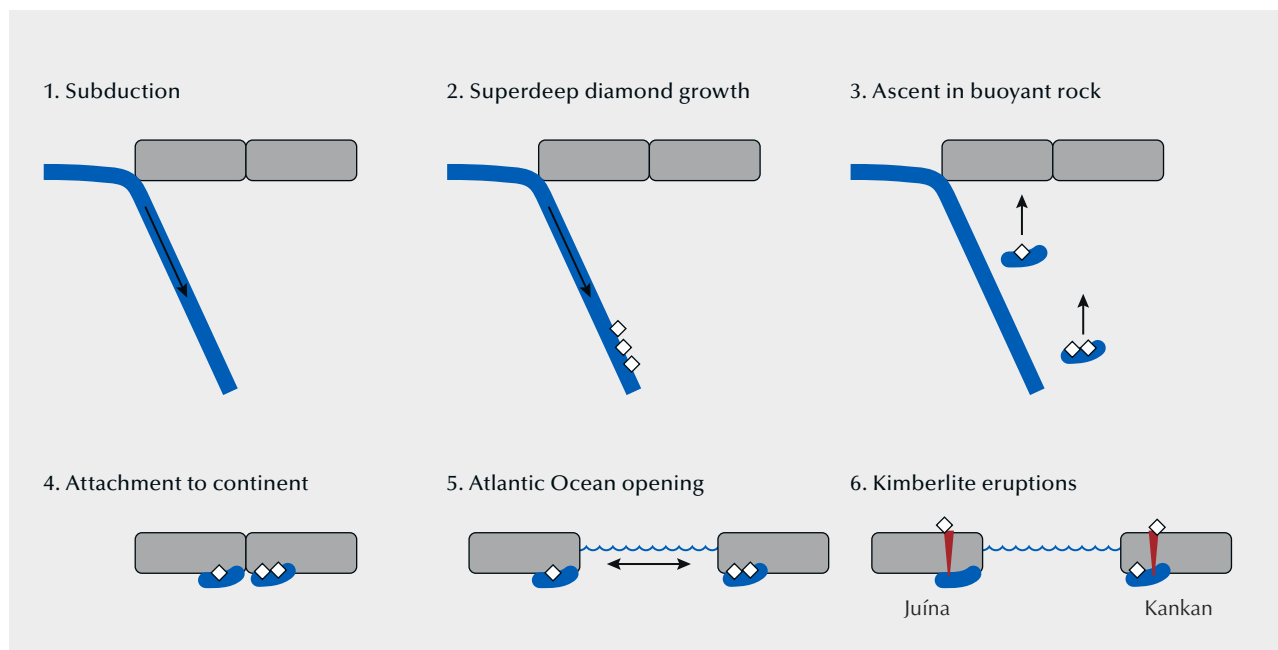 1. Subduction
2. Superdeep diamond growth
3. Ascent in buoyant rock
4. Attachment to continent
5. Atlantic Ocean opening
6. Kimberlite eruptions
Juína
Kankan